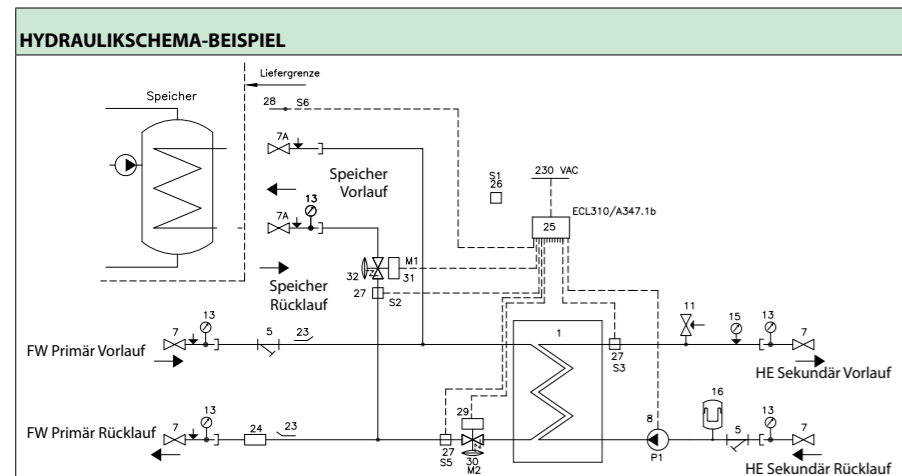 HYDRAULIKSCHEMA-BEISPIEL
Liefergrenze
Speicher
28 S6
7A
230 VAC
Speicher
Vorlauf
S1
26
13
ECL310/A347.1b
7A
25
M1
32
31
Speicher
Rücklauf
27
S2
11
13
1
15
13
7
5
23
7
27
S3
FW Primär Vorlauf
HE Sekundär Vorlauf
29
16
13
8
13
FW Primär Rücklauf
7
24
23
5
7
27
S5
30
M2
P1
HE Sekundär Rücklauf